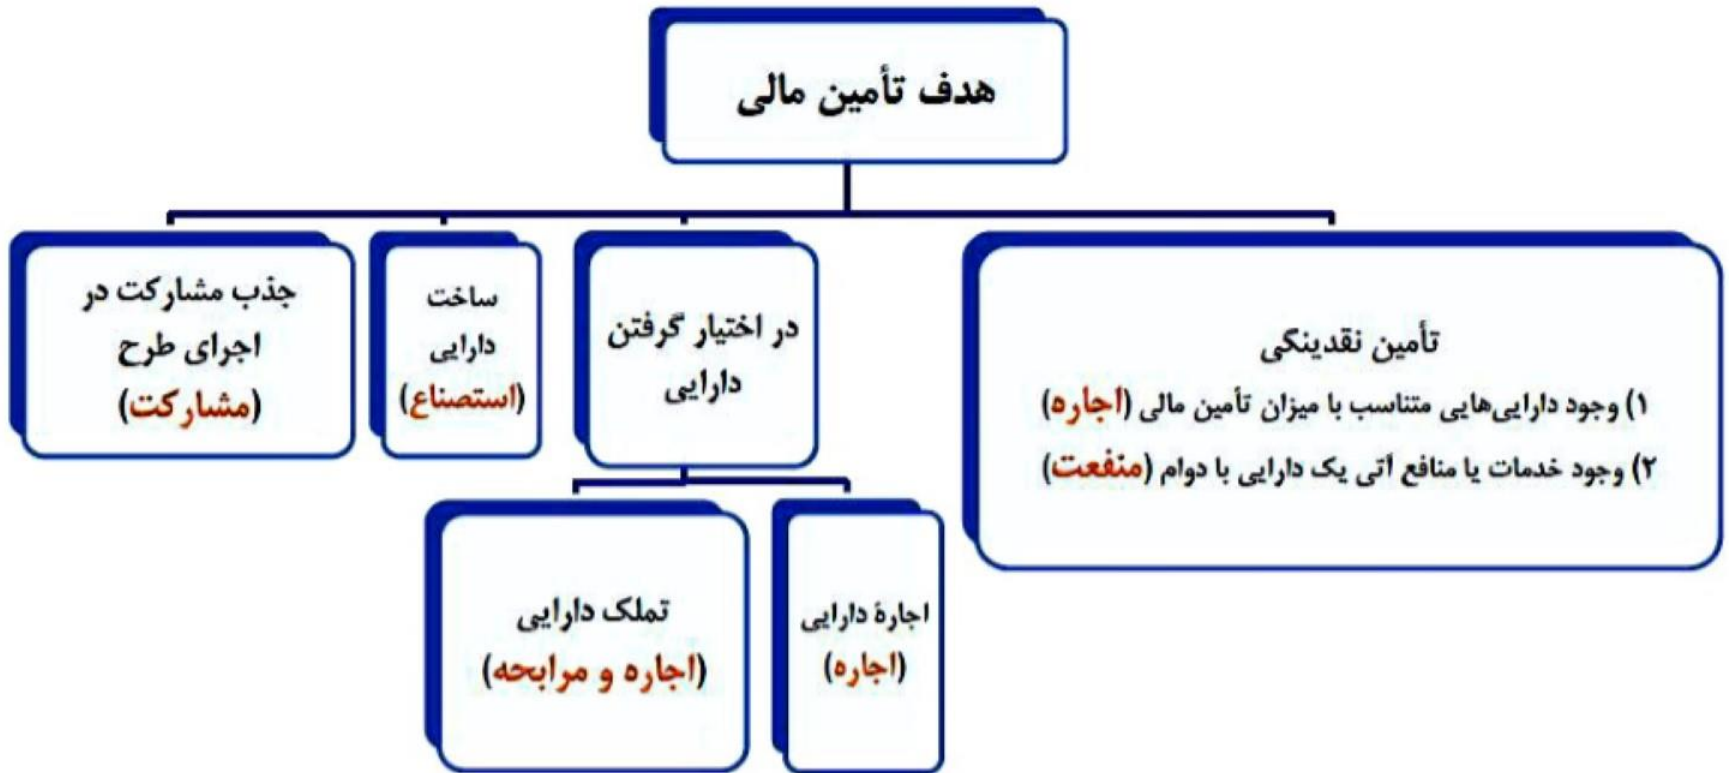 هدف تأمین مالی
تأمین نقدینگی
۱) وجود دارایی‌هایی متناسب با میزان تأمین مالی (اجاره)
۲) وجود خدمات یا منافع آتی یک دارایی با دوام (منفعت)
در اختیار گرفتن
دارایی
ساخت
دارایی
(استصناع)
جذب مشارکت در
اجرای طرح
(مشارکت)
اجارهٔ دارایی
(اجاره)
تملک دارایی
(اجاره و مرابحه)